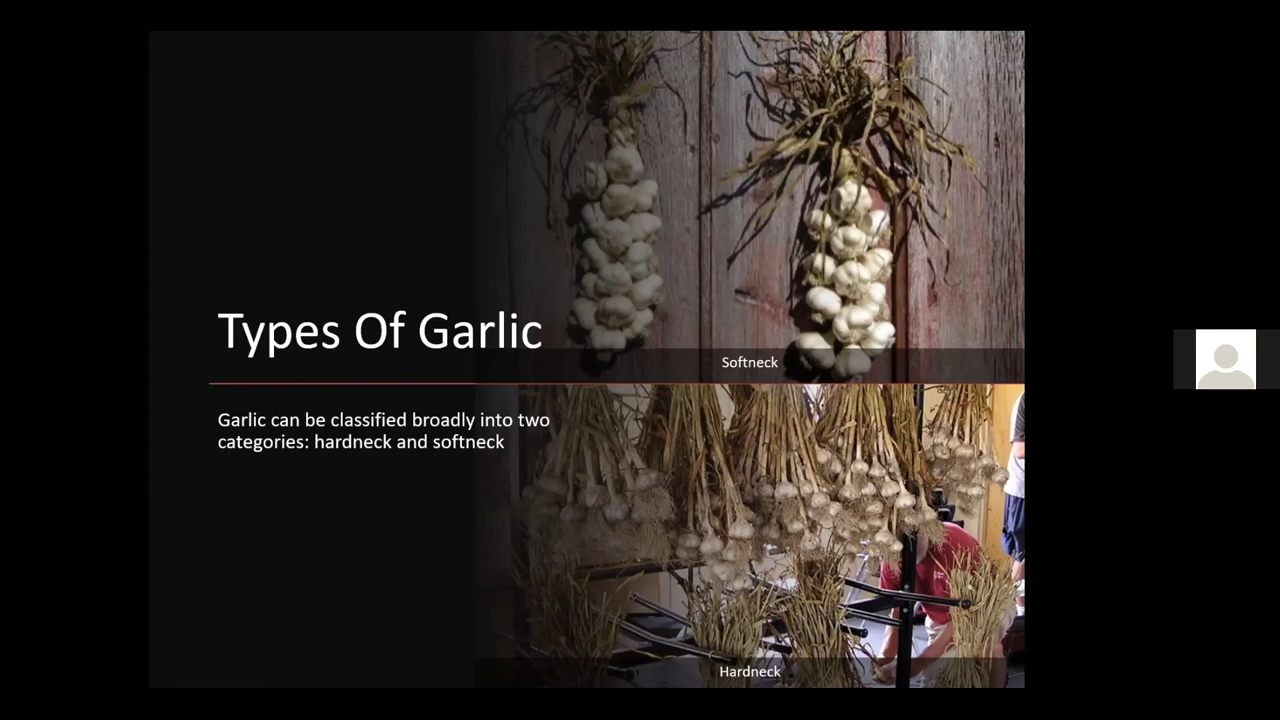 Types Of Garlic
Softneck
Garlic can be classified broadly into two
categories: hardneck and softneck
Hardneck